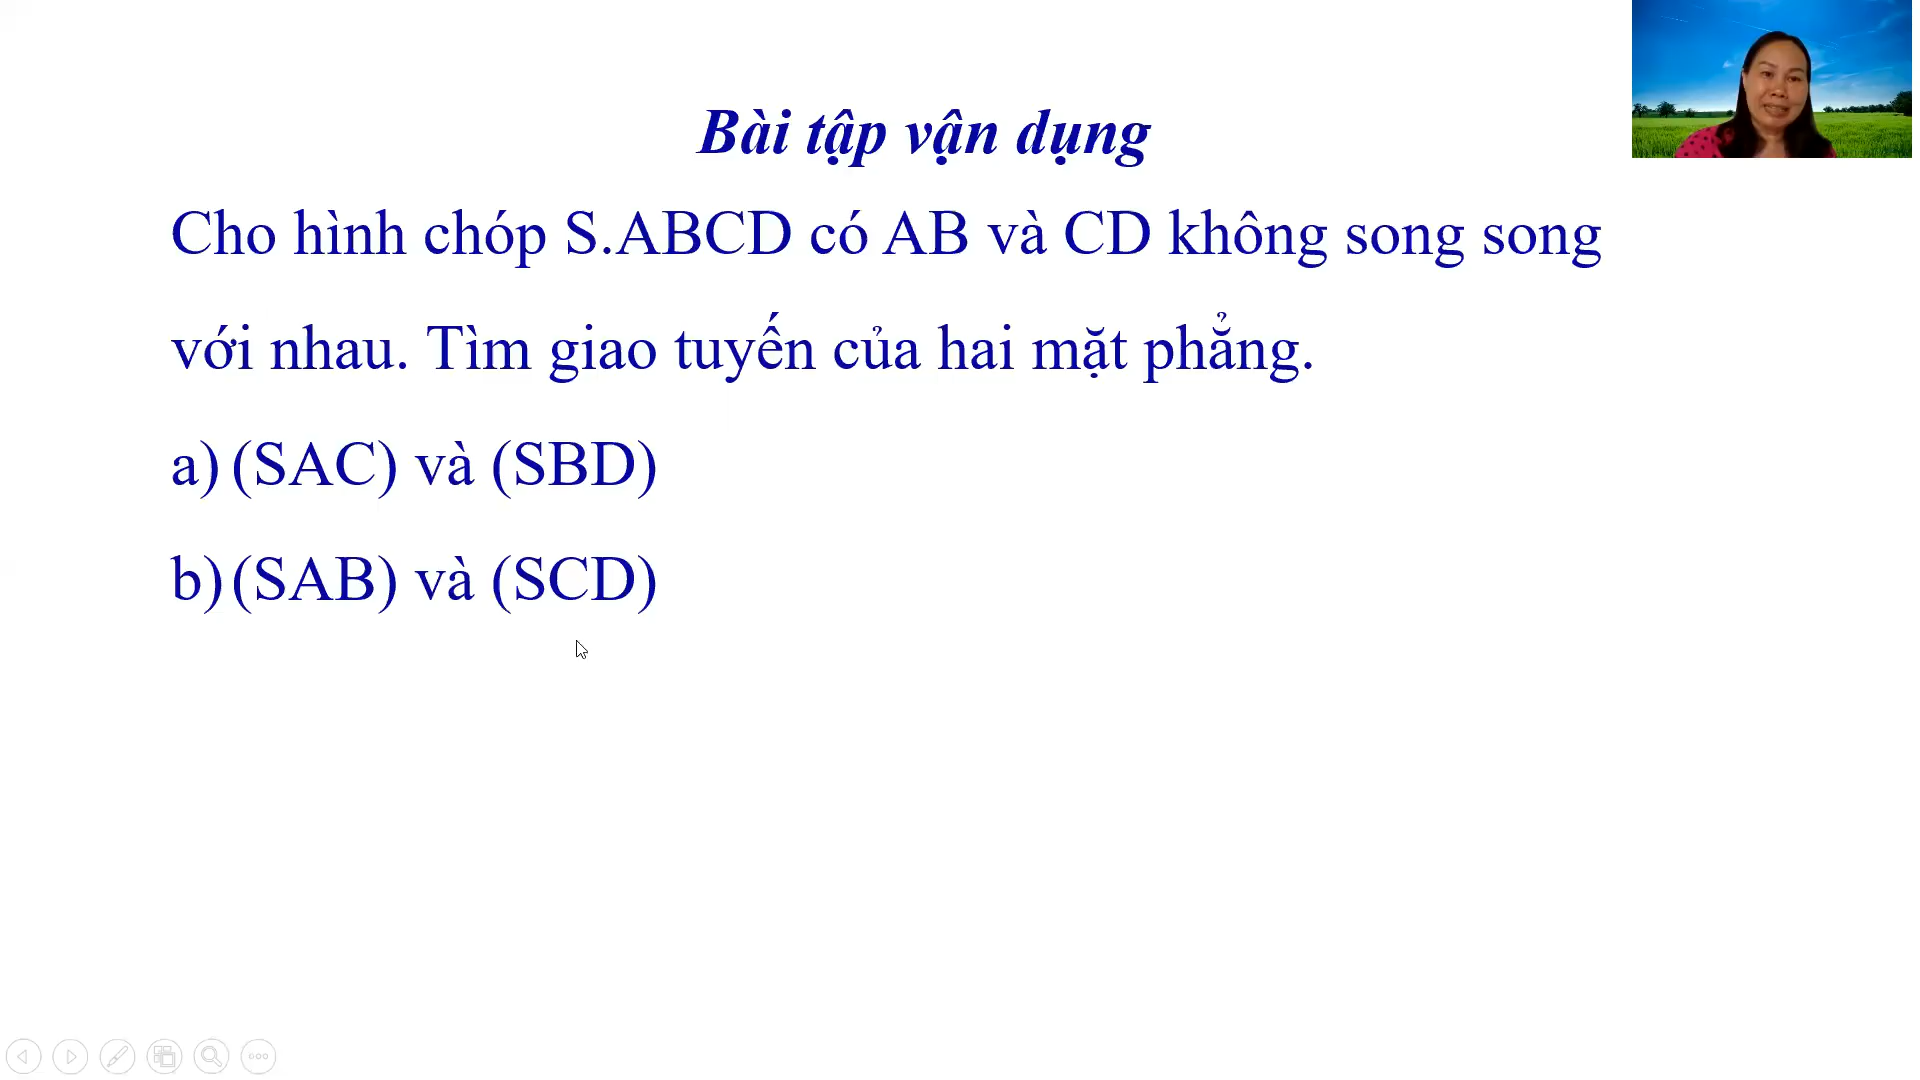 Bài tập vận dụng
Cho hình chóp S.ABCD có AB và CD không song song
với nhau. Tìm giao tuyến của hai mặt phẳng.
a) (SAC) và (SBD)
b) (SAB) và (SCD)